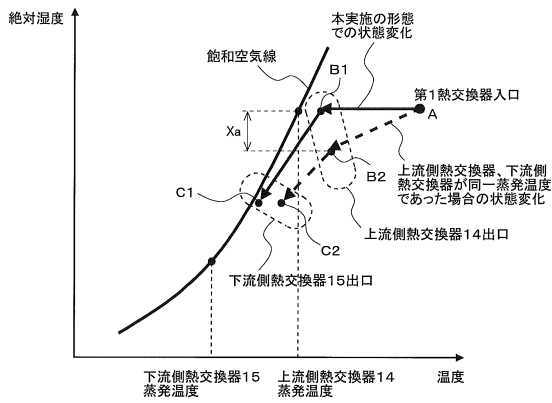 絶対湿度
本実施の形態
での状態変化
飽和空気線
B1
第1熱交換器入口
A
Xa
B2
上流側熱交換器、下流側
熱交換器が同一蒸発温度
であった場合の状態変化
C1
上流側熱交換器14出口
C2
下流側熱交換器15出口
下流側熱交換器15
蒸発温度
上流側熱交換器14
蒸発温度
温度